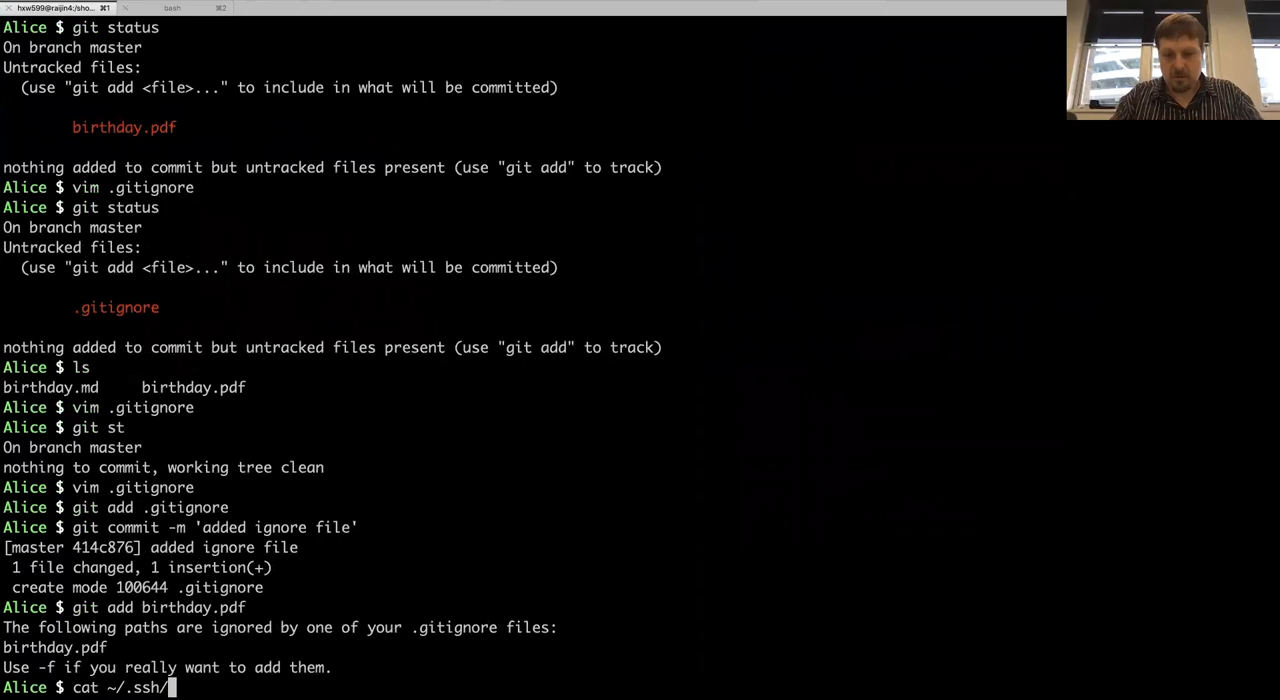 hxw599@raijin4:/sho... ⌘1 bash ⌘2
Alice $ git status
On branch master
Untracked files:
(use "git add <file>..." to include in what will be committed)
birthday.pdf
nothing added to commit but untracked files present (use "git add" to track)
Alice $ vim .gitignore
Alice $ git status
On branch master
Untracked files:
(use "git add <file>..." to include in what will be committed)
.gitignore
nothing added to commit but untracked files present (use "git add" to track)
Alice $ ls
birthday.md birthday.pdf
Alice $ vim .gitignore
Alice $ git st
On branch master
nothing to commit, working tree clean
Alice $ vim .gitignore
Alice $ git add .gitignore
Alice $ git commit -m 'added ignore file'
[master 414c876] added ignore file
1 file changed, 1 insertion(+)
create mode 100644 .gitignore
Alice $ git add birthday.pdf
The following paths are ignored by one of your .gitignore files:
birthday.pdf
Use -f if you really want to add them.
Alice $ cat ~/.ssh/